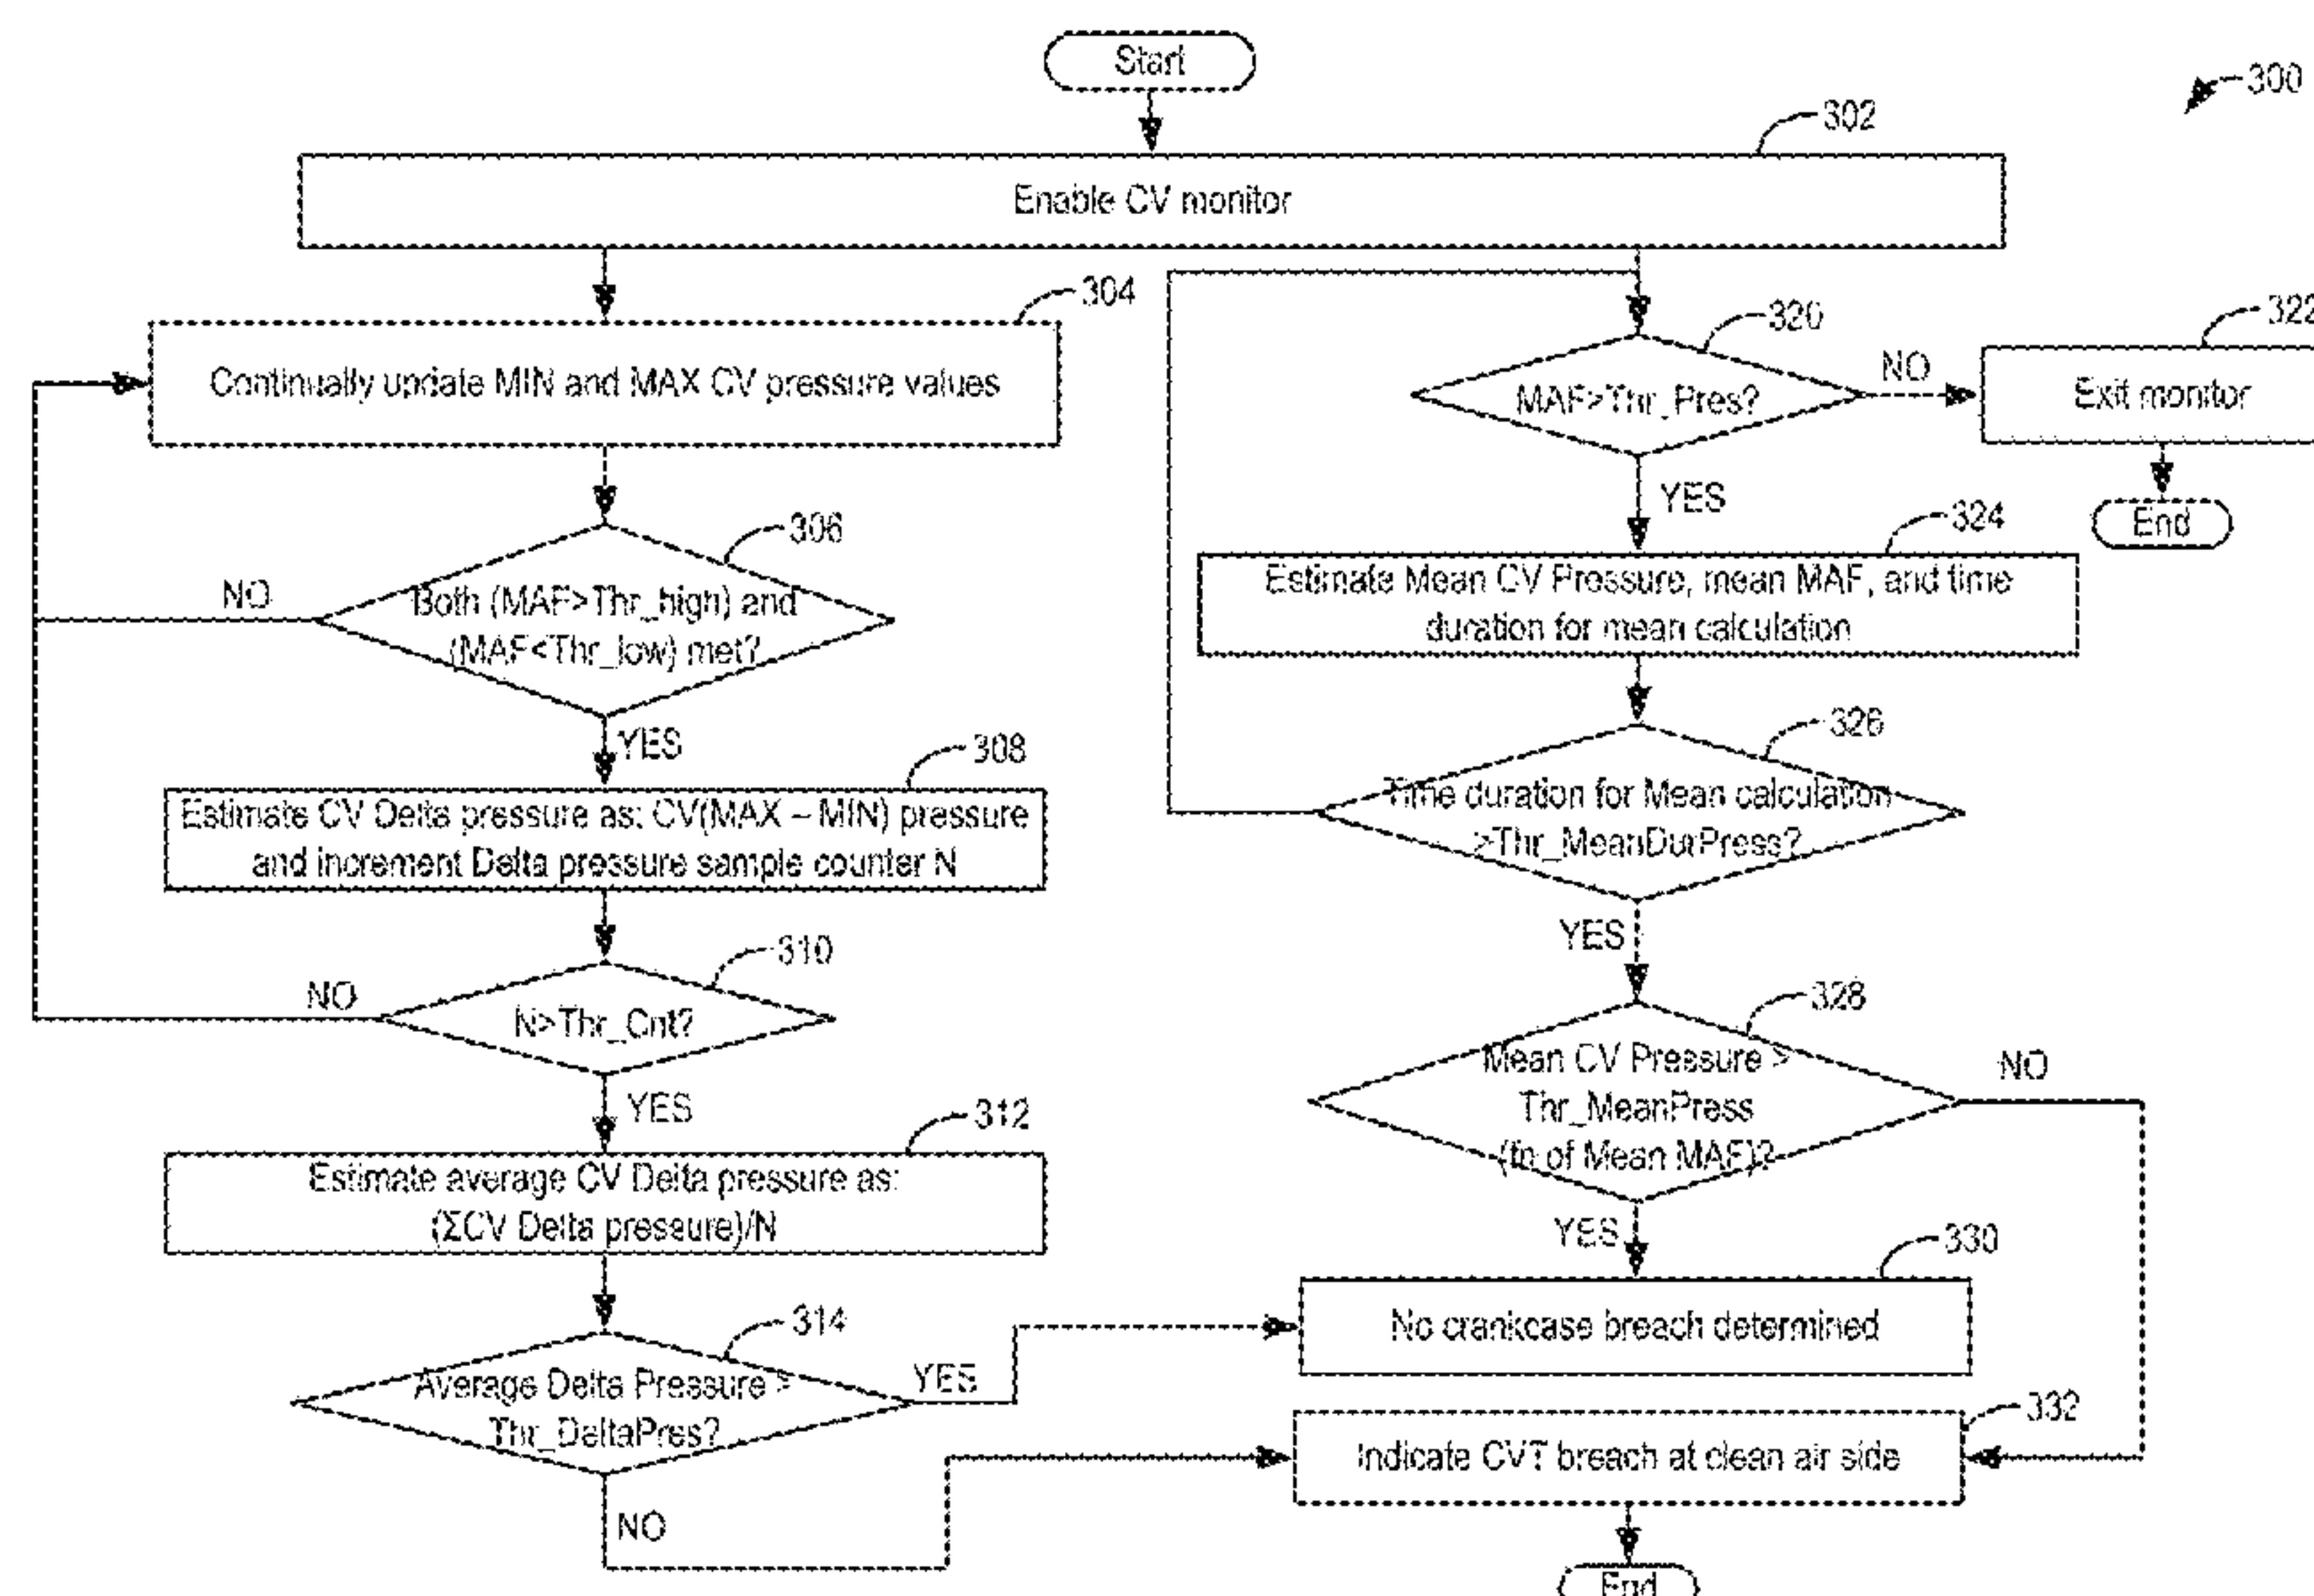 Start
300
302
Enable CV monitor
304
Continually update MIN and MAX CV pressure values
306
Both (MAF>Thr_high) and
(MAF<Thr_low) met?
NO
YES
308
Estimate CV Delta pressure as: CV(MAX – MIN) pressure
and increment Delta pressure sample counter N
310
N>Thr_Cnt?
NO
YES
312
Estimate average CV Delta pressure as:
(ΣCV Delta pressure)/N
314
Average Delta Pressure >
Thr_DeltaPres?
YES
NO
320
MAF>Thr_Pres?
NO
322
Exit monitor
End
YES
324
Estimate Mean CV Pressure, mean MAF, and time
duration for mean calculation
326
Time duration for Mean calculation
>Thr_MeanDurPress?
YES
328
Mean CV Pressure >
Thr_MeanPress
(fn of Mean MAF)?
NO
YES
330
No crankcase breach determined
332
Indicate CVT breach at clean air side
End